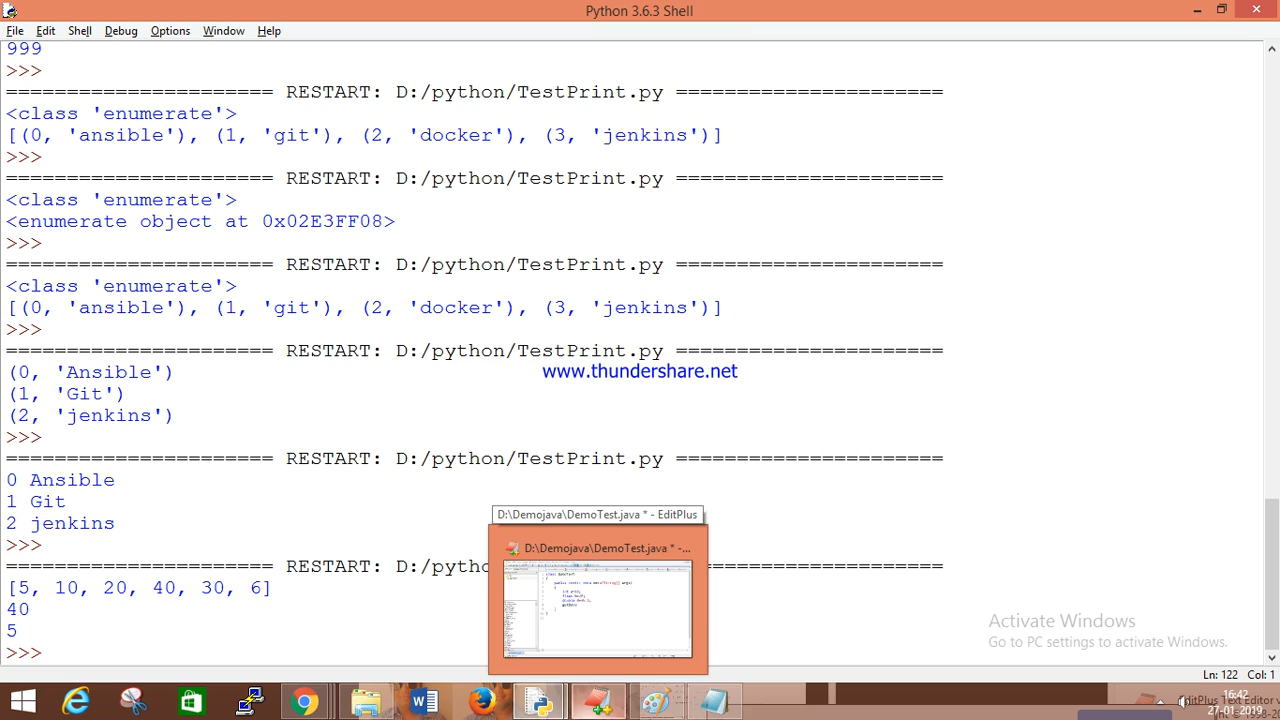 Python 3.6.3 Shell
File Edit Shell Debug Options Window Help
999
>>>
====================== RESTART: D:/python/TestPrint.py ======================
<class 'enumerate'>
[(0, 'ansible'), (1, 'git'), (2, 'docker'), (3, 'jenkins')]
>>>
====================== RESTART: D:/python/TestPrint.py ======================
<class 'enumerate'>
<enumerate object at 0x02E3FF08>
>>>
====================== RESTART: D:/python/TestPrint.py ======================
<class 'enumerate'>
[(0, 'ansible'), (1, 'git'), (2, 'docker'), (3, 'jenkins')]
>>>
====================== RESTART: D:/python/TestPrint.py ======================
(0, 'Ansible')
www.thundershare.net
(1, 'Git')
(2, 'jenkins')
>>>
====================== RESTART: D:/python/TestPrint.py ======================
0 Ansible
1 Git
2 jenkins
D:\Demojava\DemoTest.java * - EditPlus
>>>
D:\Demojava\DemoTest.java * -...
====================== RESTART: D:/pytho ======================
[5, 10, 20, 40, 30, 6]
40
5
>>>
Activate Windows
Go to PC settings to activate Windows.
Ln: 122 Col: 1
16:42
27-01-2019